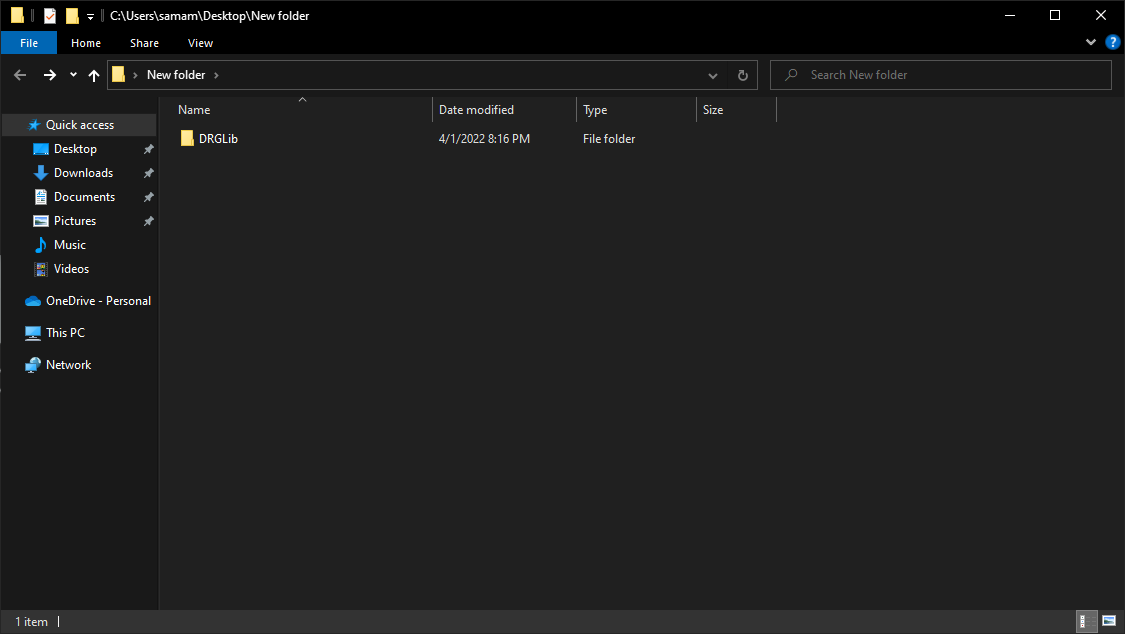 C:\Users\samam\Desktop\New folder
File Home Share View
New folder
Search New folder
Name Date modified Type Size
DRGLib 4/1/2022 8:16 PM File folder
Quick access
Desktop
Downloads
Documents
Pictures
Music
Videos
OneDrive - Personal
This PC
Network
1 item